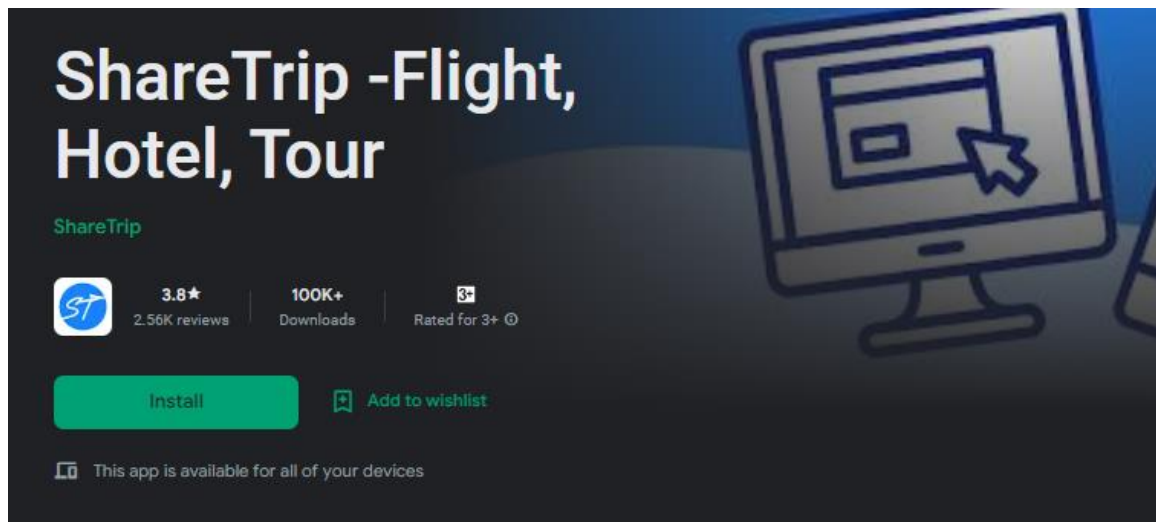 ShareTrip -Flight,
Hotel, Tour
ShareTrip
ST
3.8★ 100K+ 3+
2.56K reviews Downloads Rated for 3+
Install Add to wishlist
This app is available for all of your devices